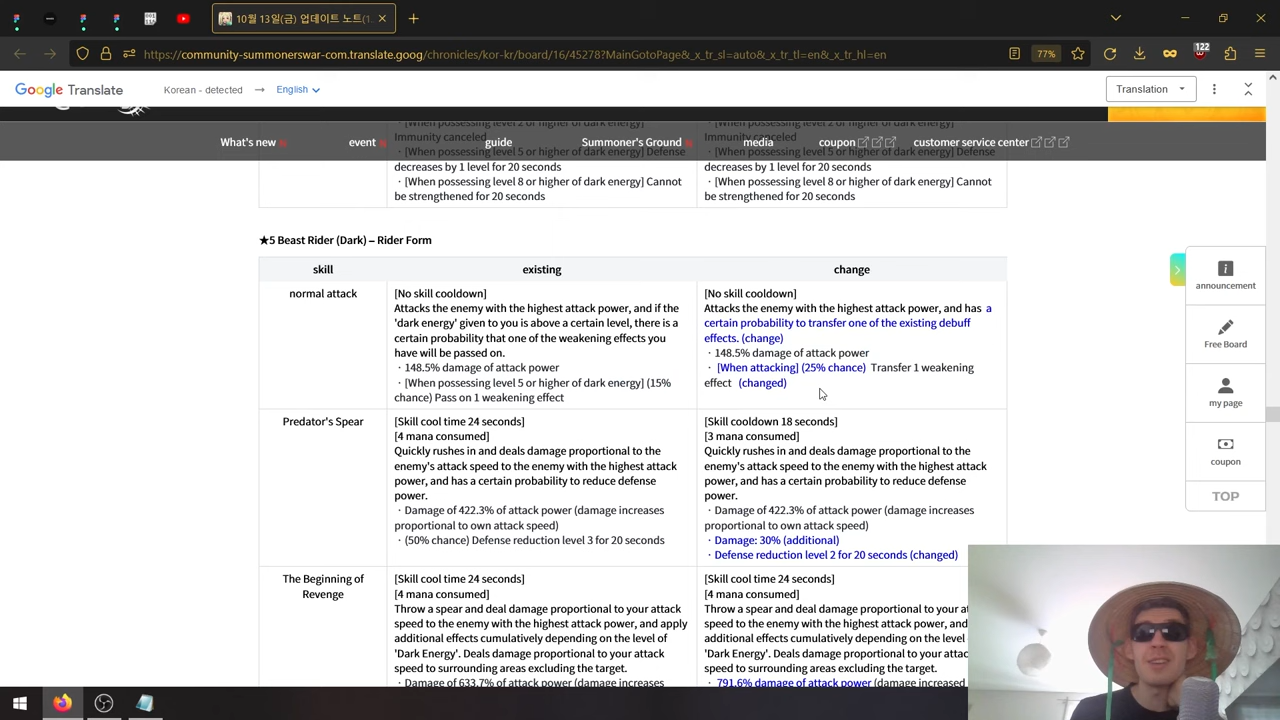 10월 13일(금) 업데이트 노트(1.
https://community-summonerswar-com.translate.goog/chronicles/kor-kr/board/16/45278?MainGotoPage&_x_tr_sl=auto&_x_tr_tl=en&_x_tr_hl=en
77%
122
Google Translate
Korean - detected
English
Translation
What's new
event
guide
Summoner's Ground
media
coupon
customer service center
[When possessing level 2 or higher of dark energy]
Immunity canceled
· [When possessing level 5 or higher of dark energy] Defense
decreases by 1 level for 20 seconds
· [When possessing level 8 or higher of dark energy] Cannot
be strengthened for 20 seconds
[When possessing level 2 or higher of dark energy]
Immunity canceled
· [When possessing level 5 or higher of dark energy] Defense
decreases by 1 level for 20 seconds
· [When possessing level 8 or higher of dark energy] Cannot
be strengthened for 20 seconds
★5 Beast Rider (Dark) – Rider Form
skill
existing
change
normal attack
[No skill cooldown]
Attacks the enemy with the highest attack power, and if the
'dark energy' given to you is above a certain level, there is a
certain probability that one of the weakening effects you
have will be passed on.
· 148.5% damage of attack power
· [When possessing level 5 or higher of dark energy] (15%
chance) Pass on 1 weakening effect
[No skill cooldown]
Attacks the enemy with the highest attack power, and has a
certain probability to transfer one of the existing debuff
effects. (change)
· 148.5% damage of attack power
· [When attacking] (25% chance) Transfer 1 weakening
effect (changed)
Predator's Spear
[Skill cool time 24 seconds]
[4 mana consumed]
Quickly rushes in and deals damage proportional to the
enemy's attack speed to the enemy with the highest attack
power, and has a certain probability to reduce defense
power.
· Damage of 422.3% of attack power (damage increases
proportional to own attack speed)
· (50% chance) Defense reduction level 3 for 20 seconds
[Skill cooldown 18 seconds]
[3 mana consumed]
Quickly rushes in and deals damage proportional to the
enemy's attack speed to the enemy with the highest attack
power, and has a certain probability to reduce defense
power.
· Damage of 422.3% of attack power (damage increases
proportional to own attack speed)
· Damage: 30% (additional)
· Defense reduction level 2 for 20 seconds (changed)
The Beginning of
Revenge
[Skill cool time 24 seconds]
[4 mana consumed]
Throw a spear and deal damage proportional to your attack
speed to the enemy with the highest attack power, and apply
additional effects cumulatively depending on the level of
'Dark Energy'. Deals damage proportional to your attack
speed to surrounding areas excluding the target.
· Damage of 633.7% of attack power (damage increases
[Skill cool time 24 seconds]
[4 mana consumed]
Throw a spear and deal damage proportional to your at
speed to the enemy with the highest attack power, and
additional effects cumulatively depending on the level
'Dark Energy'. Deals damage proportional to your attack
speed to surrounding areas excluding the target.
· 791.6% damage of attack power (damage increased
announcement
Free Board
my page
coupon
TOP